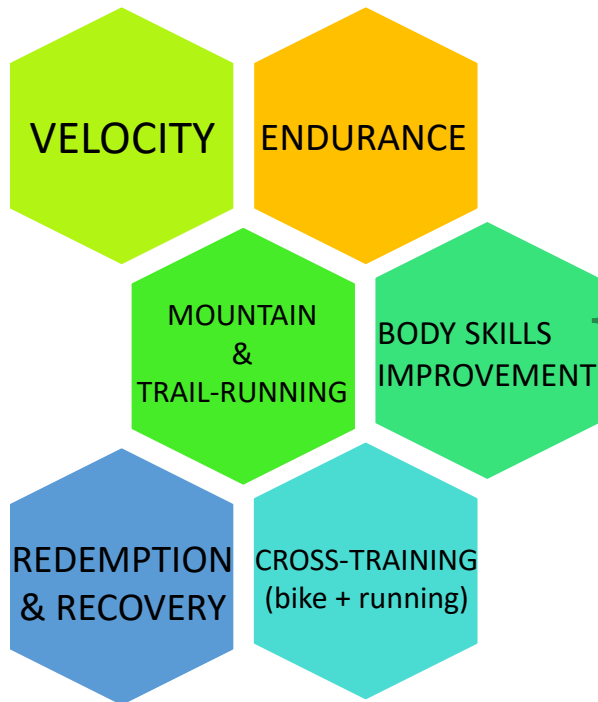 VELOCITY
ENDURANCE
MOUNTAIN
&
TRAIL-RUNNING
BODY SKILLS
IMPROVEMENT
REDEMPTION
& RECOVERY
CROSS-TRAINING
(bike + running)